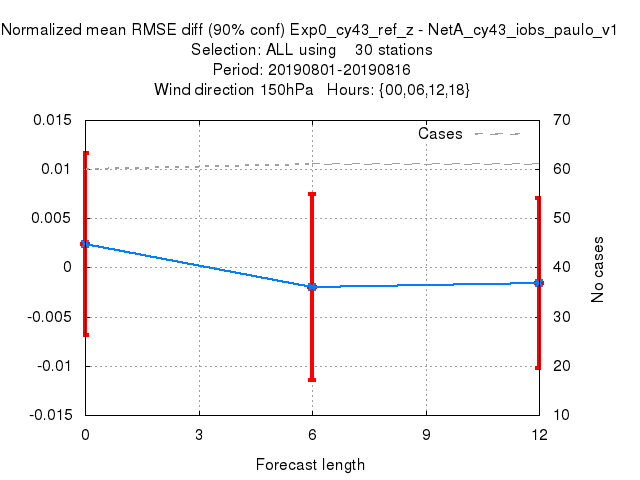 Normalized mean RMSE diff (90% conf) Exp0_cy43_ref_z - NetA_cy43_iobs_paulo_v1
Selection: ALL using 30 stations
Period: 20190801-20190816
Wind direction 150hPa Hours: {00,06,12,18}
Cases
0.015
0.01
0.005
0
-0.005
-0.01
-0.015
70
60
50
40
30
20
10
No cases
0 3 6 9 12
Forecast length